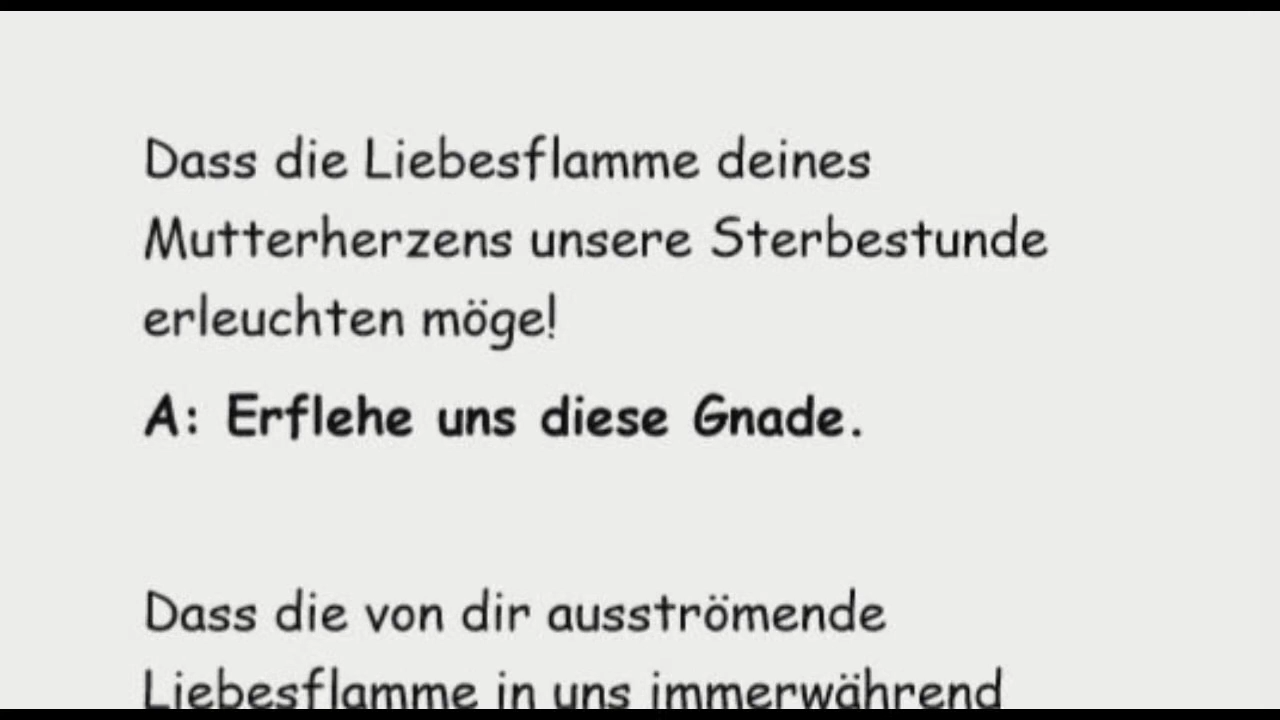 Dass die Liebesflamme deines
Mutterherzens unsere Sterbestunde
erleuchten möge!
A: Erflehe uns diese Gnade.
Dass die von dir ausströmende
Liebesflamme in uns immerwährend